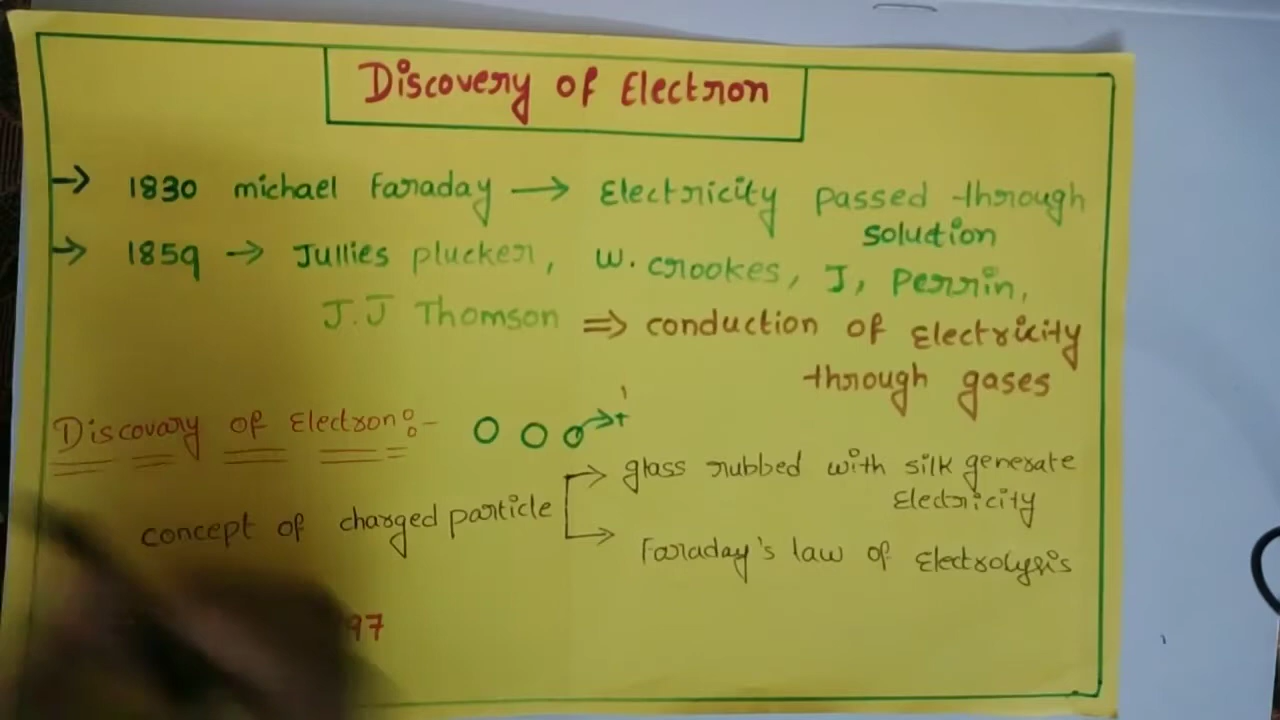 Discovery of Electron
→ 1830 michael Faraday → Electricity passed through
solution
→ 1859 → Jullies plucker, W. crookes, J, Perrin,
J.J Thomson ⇒ conduction of Electricity
through gases
Discovary of Electron:-
glass rubbed with silk generate
Electricity
concept of charged particle
Faraday's law of Electrolysis
97